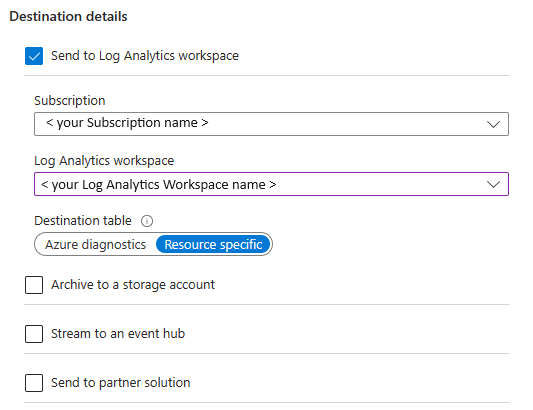 Destination details
Send to Log Analytics workspace
Subscription
< your Subscription name >
Log Analytics workspace
< your Log Analytics Workspace name >
Destination table
Azure diagnostics Resource specific
Archive to a storage account
Stream to an event hub
Send to partner solution